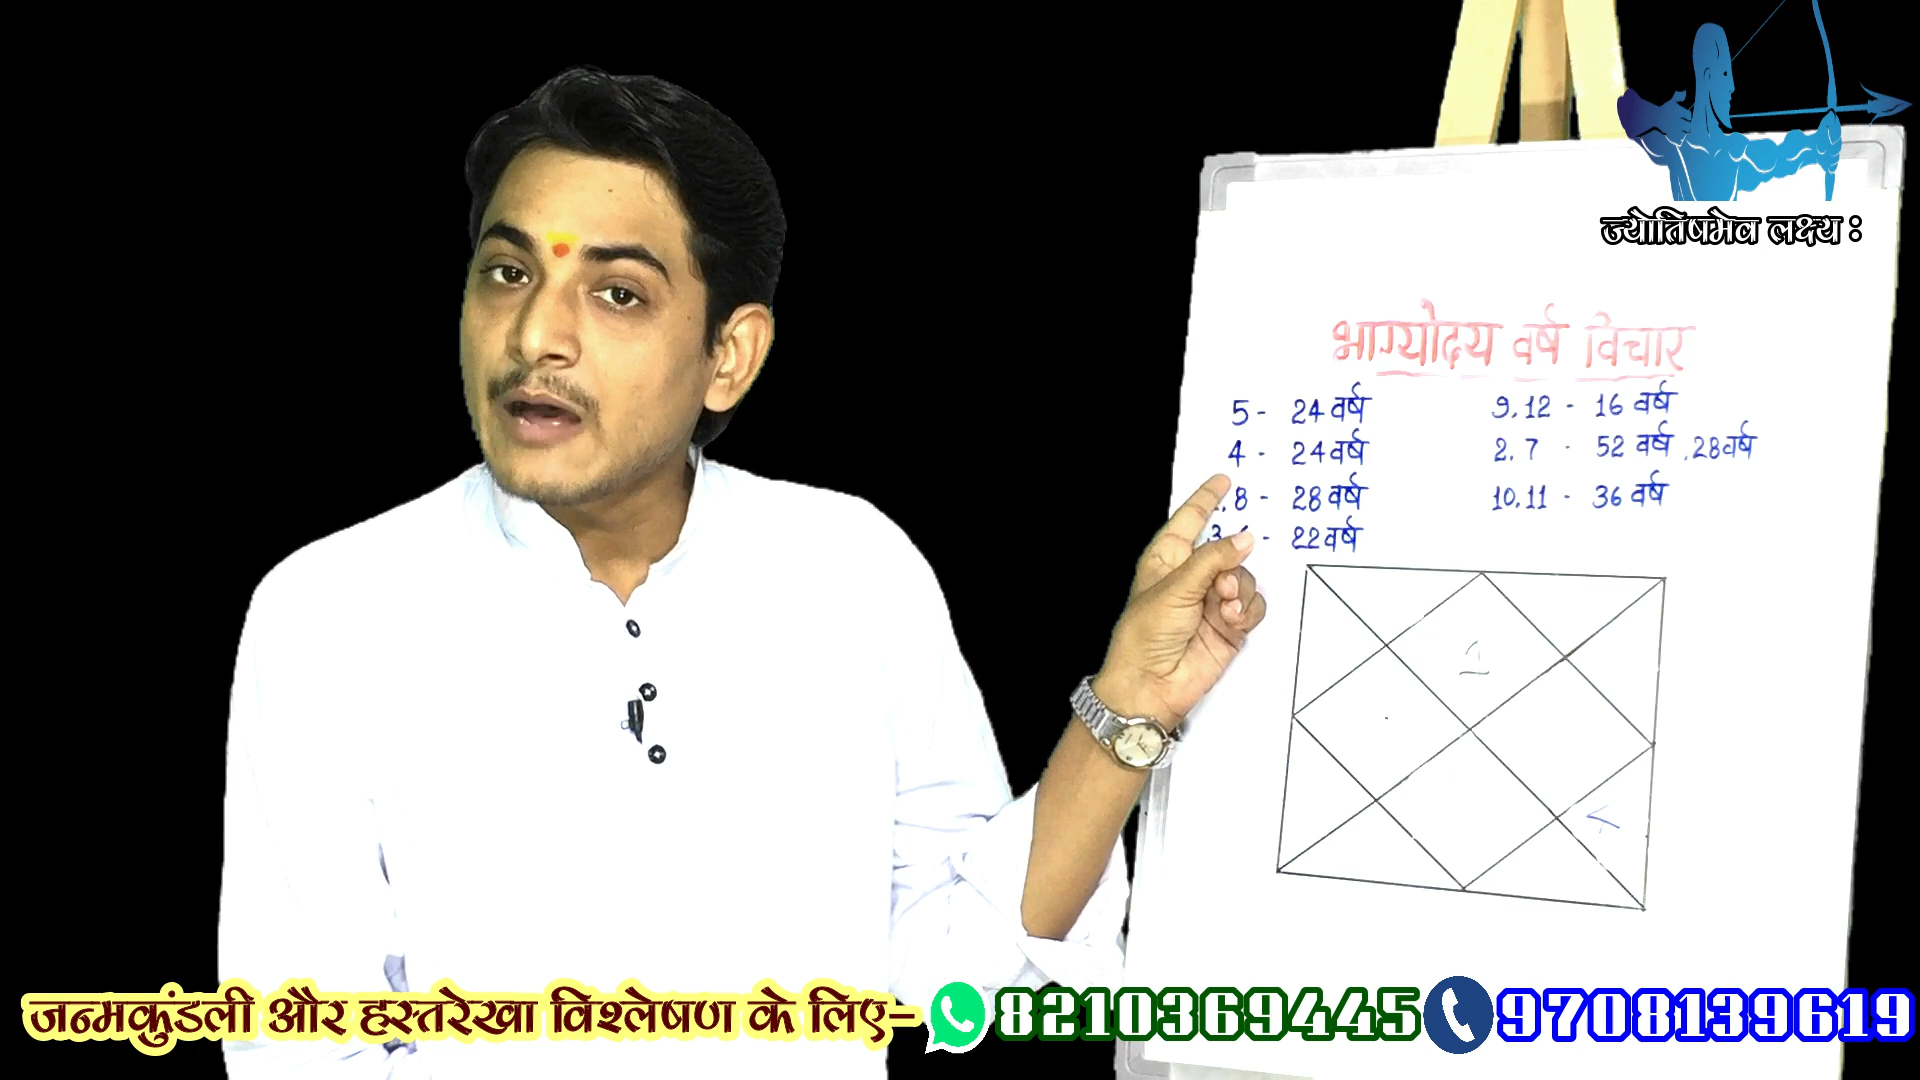 ज्योतिषमेव लक्ष्य :
भाग्योदय वर्ष विचार
5 - 24 वर्ष
4 - 24 वर्ष
8 - 28 वर्ष
3 - 22 वर्ष
9, 12 - 16 वर्ष
2, 7 - 52 वर्ष, 28 वर्ष
10, 11 - 36 वर्ष
1
जन्मकुंडली और हस्तरेखा विश्लेषण के लिए- 8210369445 9708139619